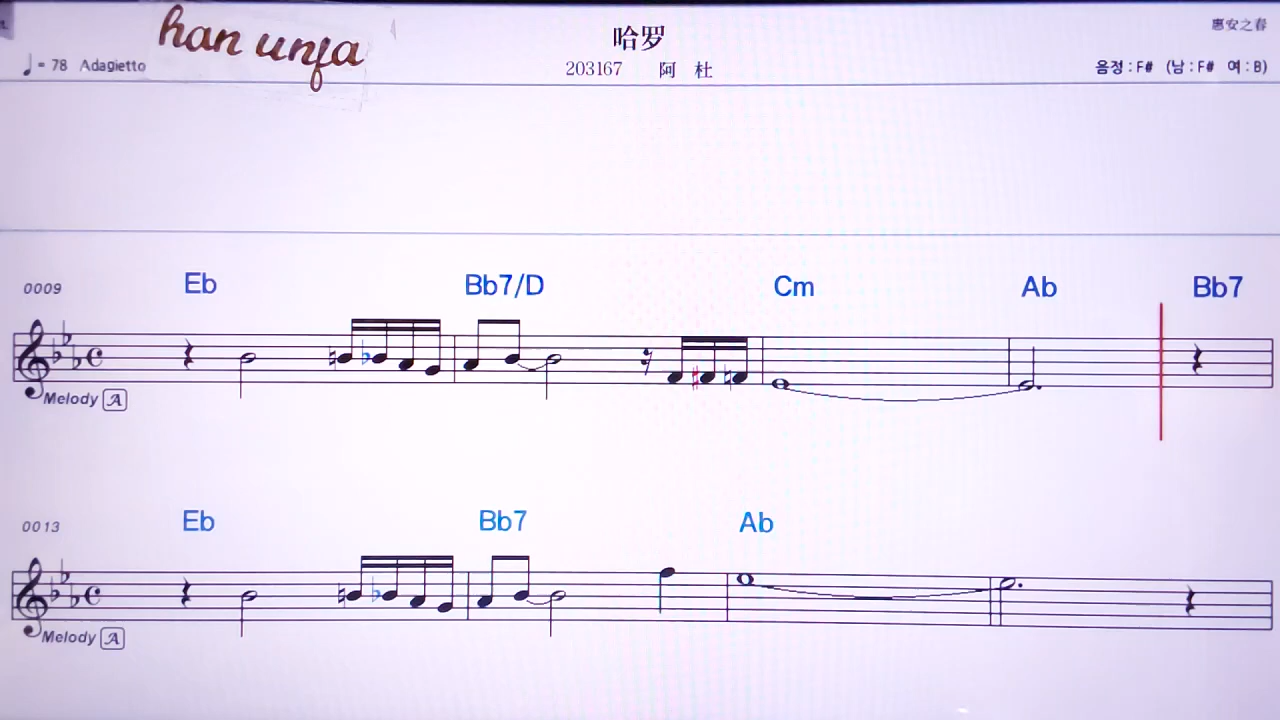 han unfa
哈罗
惠安之春
♩= 78 Adagietto
203167 阿 杜
음정 : F# (남 : F# 여 : B)
0009 Eb Bb7/D Cm Ab Bb7
Melody A
0013 Eb Bb7 Ab
Melody A